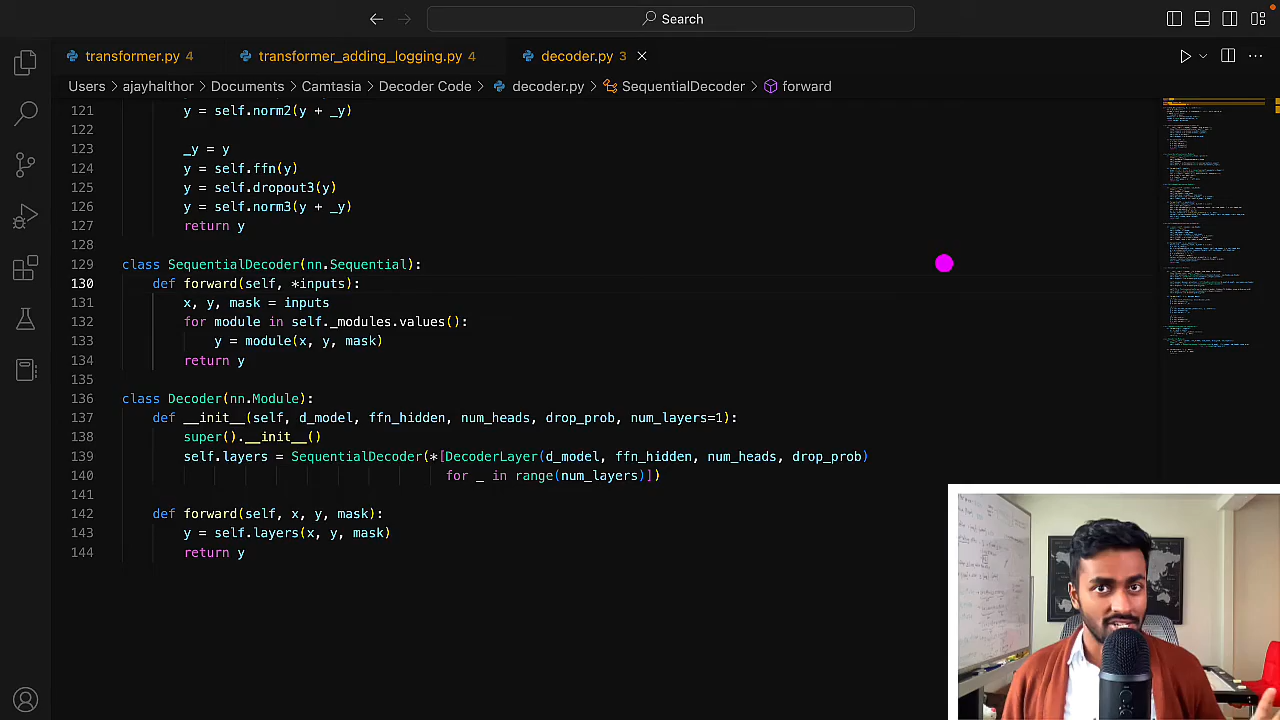 Search
transformer.py 4
transformer_adding_logging.py 4
decoder.py 3
Users > ajayhalthor > Documents > Camtasia > Decoder Code > decoder.py > SequentialDecoder > forward
121 y = self.norm2(y + _y)
122
123 _y = y
124 y = self.ffn(y)
125 y = self.dropout3(y)
126 y = self.norm3(y + _y)
127 return y
128
129 class SequentialDecoder(nn.Sequential):
130 def forward(self, *inputs):
131 x, y, mask = inputs
132 for module in self._modules.values():
133 y = module(x, y, mask)
134 return y
135
136 class Decoder(nn.Module):
137 def __init__(self, d_model, ffn_hidden, num_heads, drop_prob, num_layers=1):
138 super().__init__()
139 self.layers = SequentialDecoder(*[DecoderLayer(d_model, ffn_hidden, num_heads, drop_prob)
140 for _ in range(num_layers)])
141
142 def forward(self, x, y, mask):
143 y = self.layers(x, y, mask)
144 return y